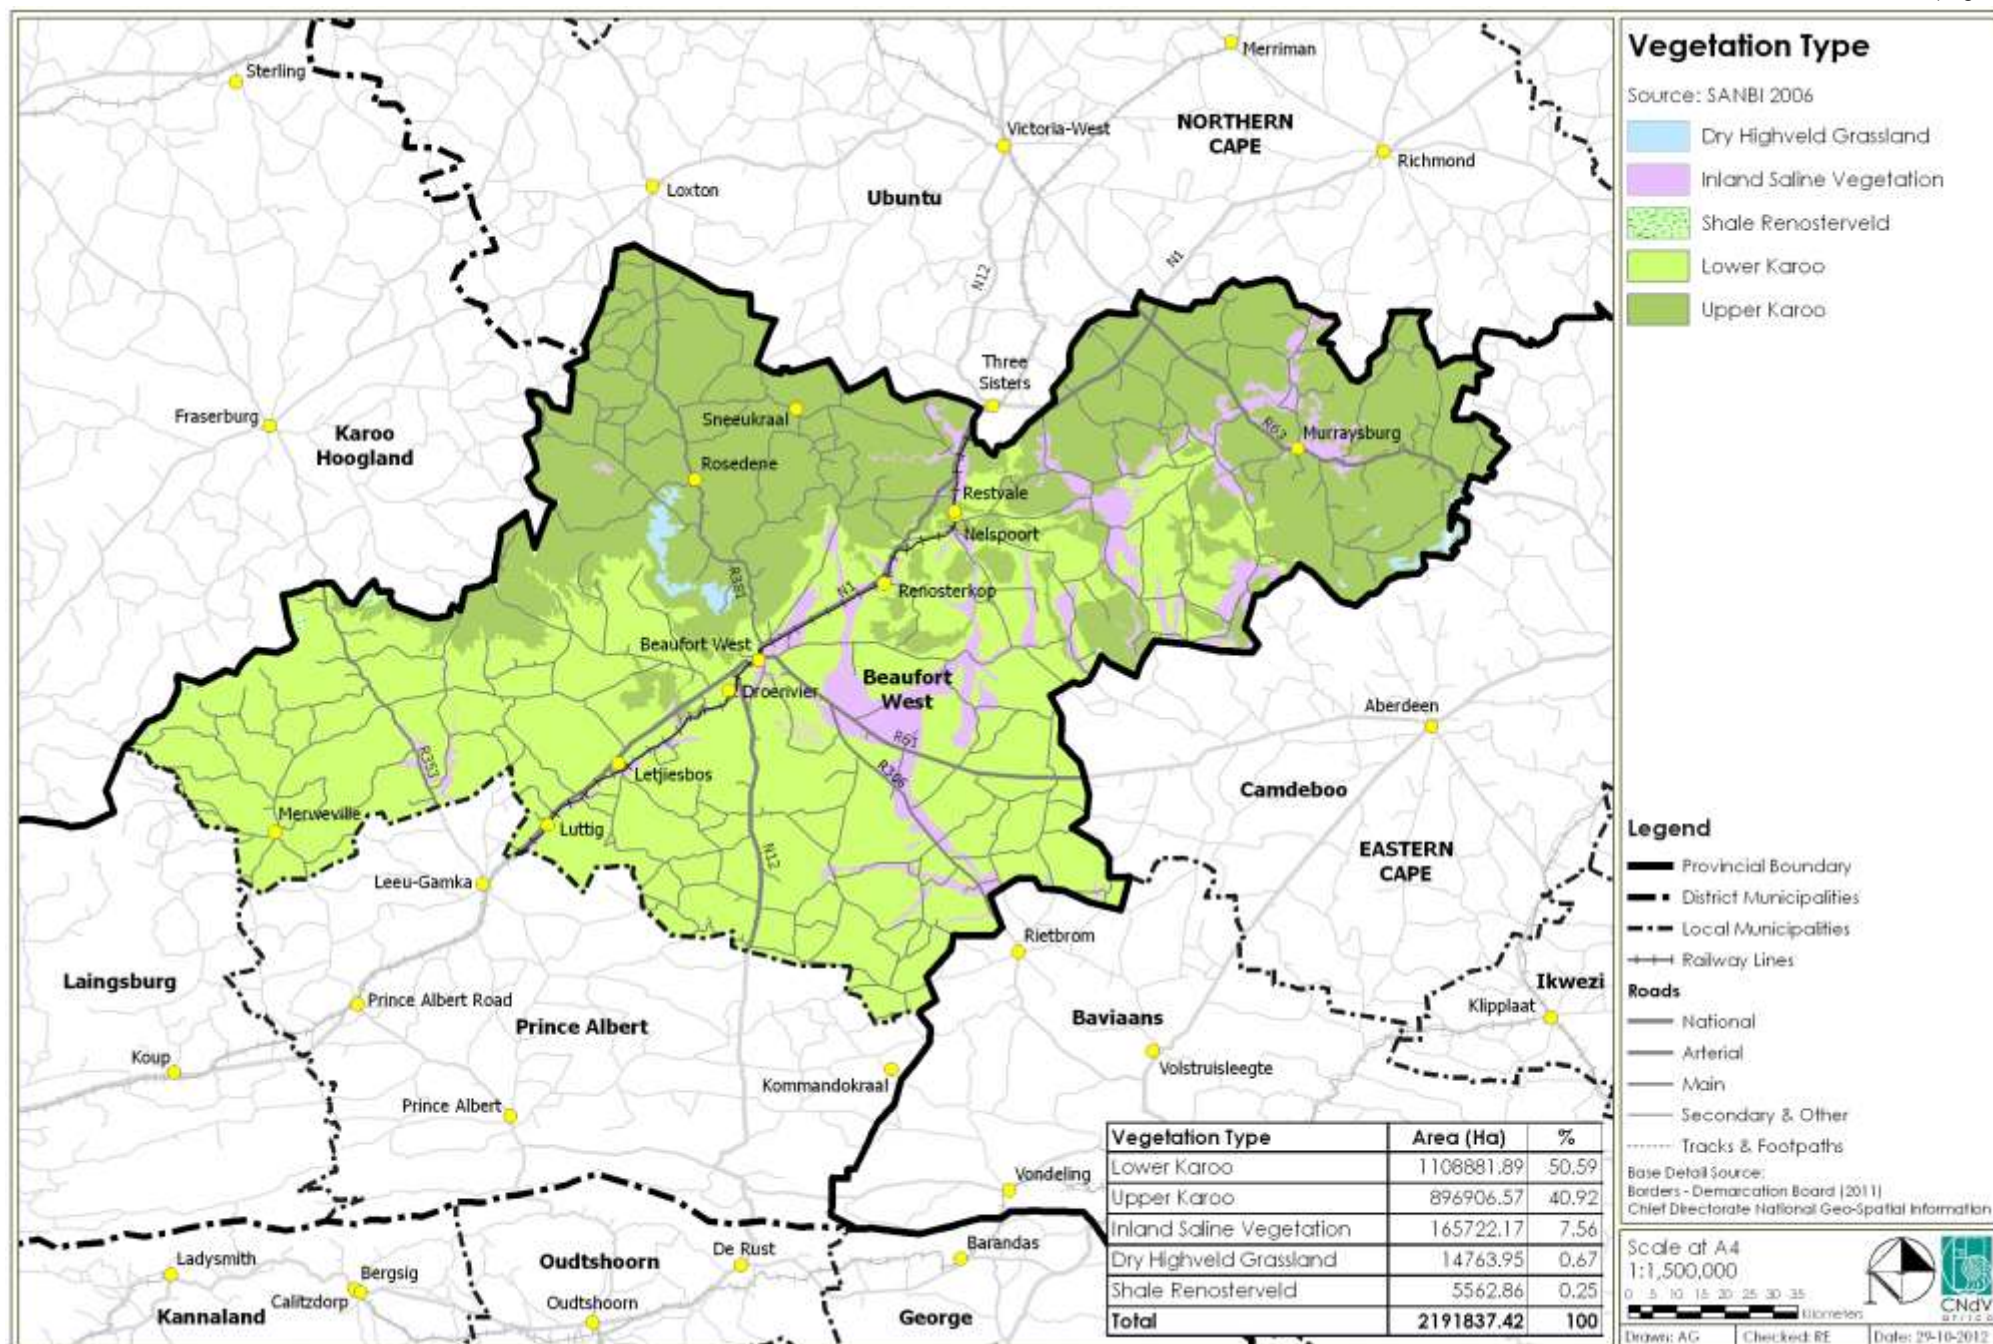 Vegetation Type
Source: SANBI 2006
Dry Highveld Grassland
Inland Saline Vegetation
Shale Renosterveld
Lower Karoo
Upper Karoo
Sterling
Merriman
Victoria-West
NORTHERN
CAPE
Richmond
Loxton
Ubuntu
N12
N1
Three
Sisters
Fraserburg
Karoo
Hoogland
Sneeukraal
Rosedene
R63
Murraysburg
Restvale
Nelspoort
R381
N1
Renosterkop
Beaufort West
Beaufort
West
Droerivier
Aberdeen
R353
R61
R306
Letjiesbos
Camdeboo
Merweville
Luttig
N12
EASTERN
CAPE
Leeu-Gamka
Rietbrom
Laingsburg
Prince Albert Road
Prince Albert
Baviaans
Ikwezi
Klipplaat
Koup
Kommandokraal
Volstruisleegte
Prince Albert
Vondeling
Ladysmith
Oudtshoorn
De Rust
Barandas
Bergsig
Calitzdorp
Kannaland
Oudtshoorn
George
Vegetation Type Area (Ha) %
Lower Karoo 1108881.89 50.59
Upper Karoo 896906.57 40.92
Inland Saline Vegetation 165722.17 7.56
Dry Highveld Grassland 14763.95 0.67
Shale Renosterveld 5562.86 0.25
Total 2191837.42 100
Legend
Provincial Boundary
District Municipalities
Local Municipalities
Railway Lines
Roads
National
Arterial
Main
Secondary & Other
Tracks & Footpaths
Base Detail Source:
Borders - Demarcation Board (2011)
Chief Directorate National Geo-Spatial Information
Scale at A4
1:1,500,000
0 5 10 15 20 25 30 35
Kilometers
CNdV
africa
Drawn: AG Checked: RE Date: 29-10-2012